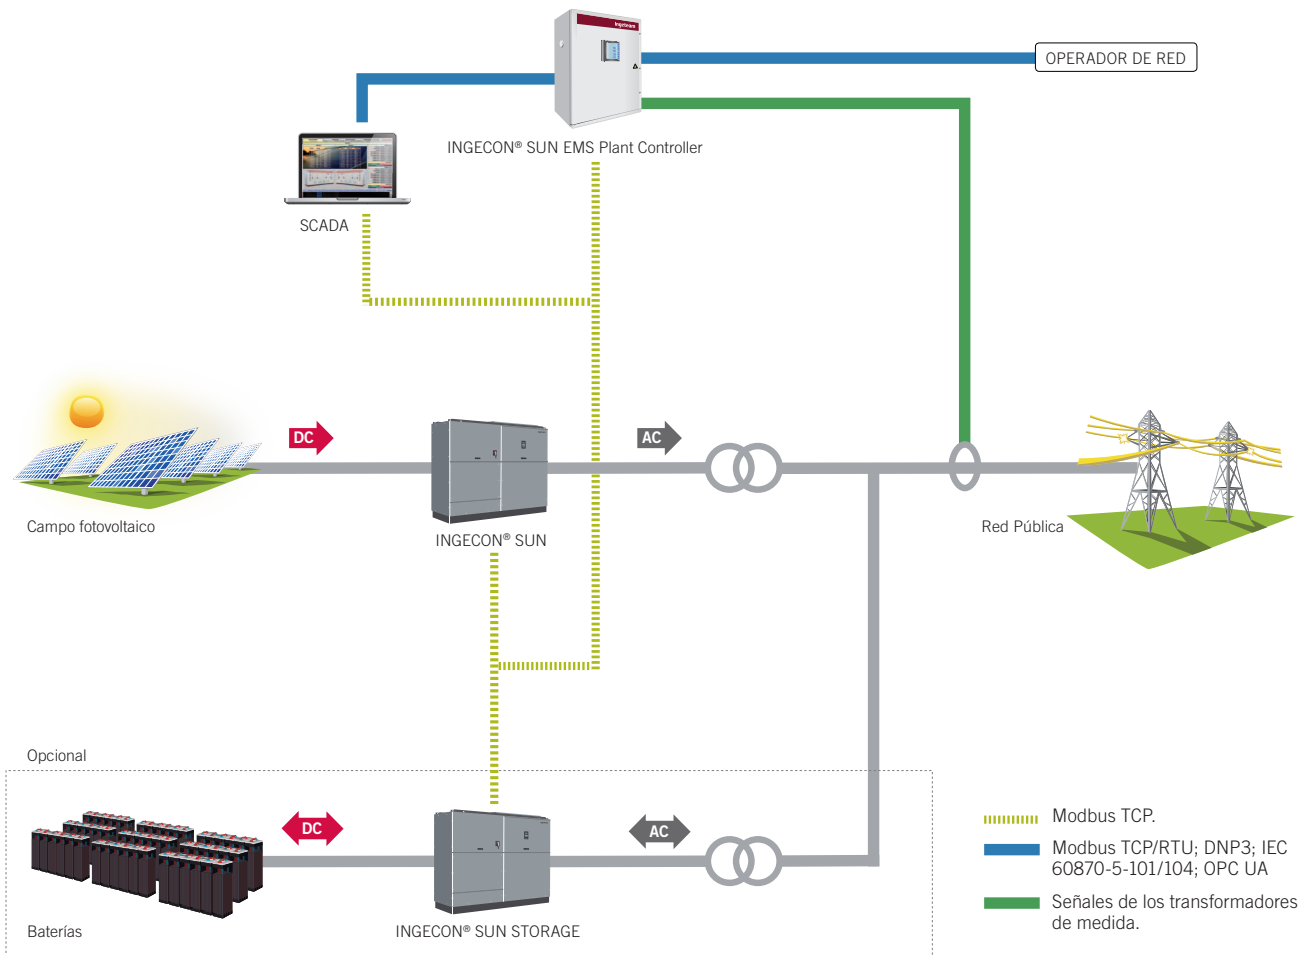 Ingeteam
OPERADOR DE RED
INGECON® SUN EMS Plant Controller
SCADA
DC
AC
Campo fotovoltaico
INGECON® SUN
Red Pública
Opcional
DC
AC
Baterías
INGECON® SUN STORAGE
Modbus TCP.
Modbus TCP/RTU; DNP3; IEC
60870-5-101/104; OPC UA
Señales de los transformadores
de medida.